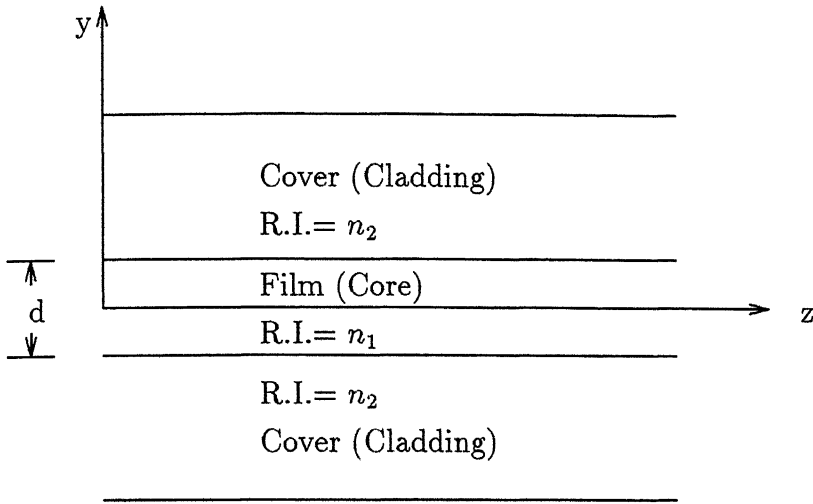 y
Cover (Cladding)
R.I.= n₂
Film (Core)
d
z
R.I.= n₁
R.I.= n₂
Cover (Cladding)